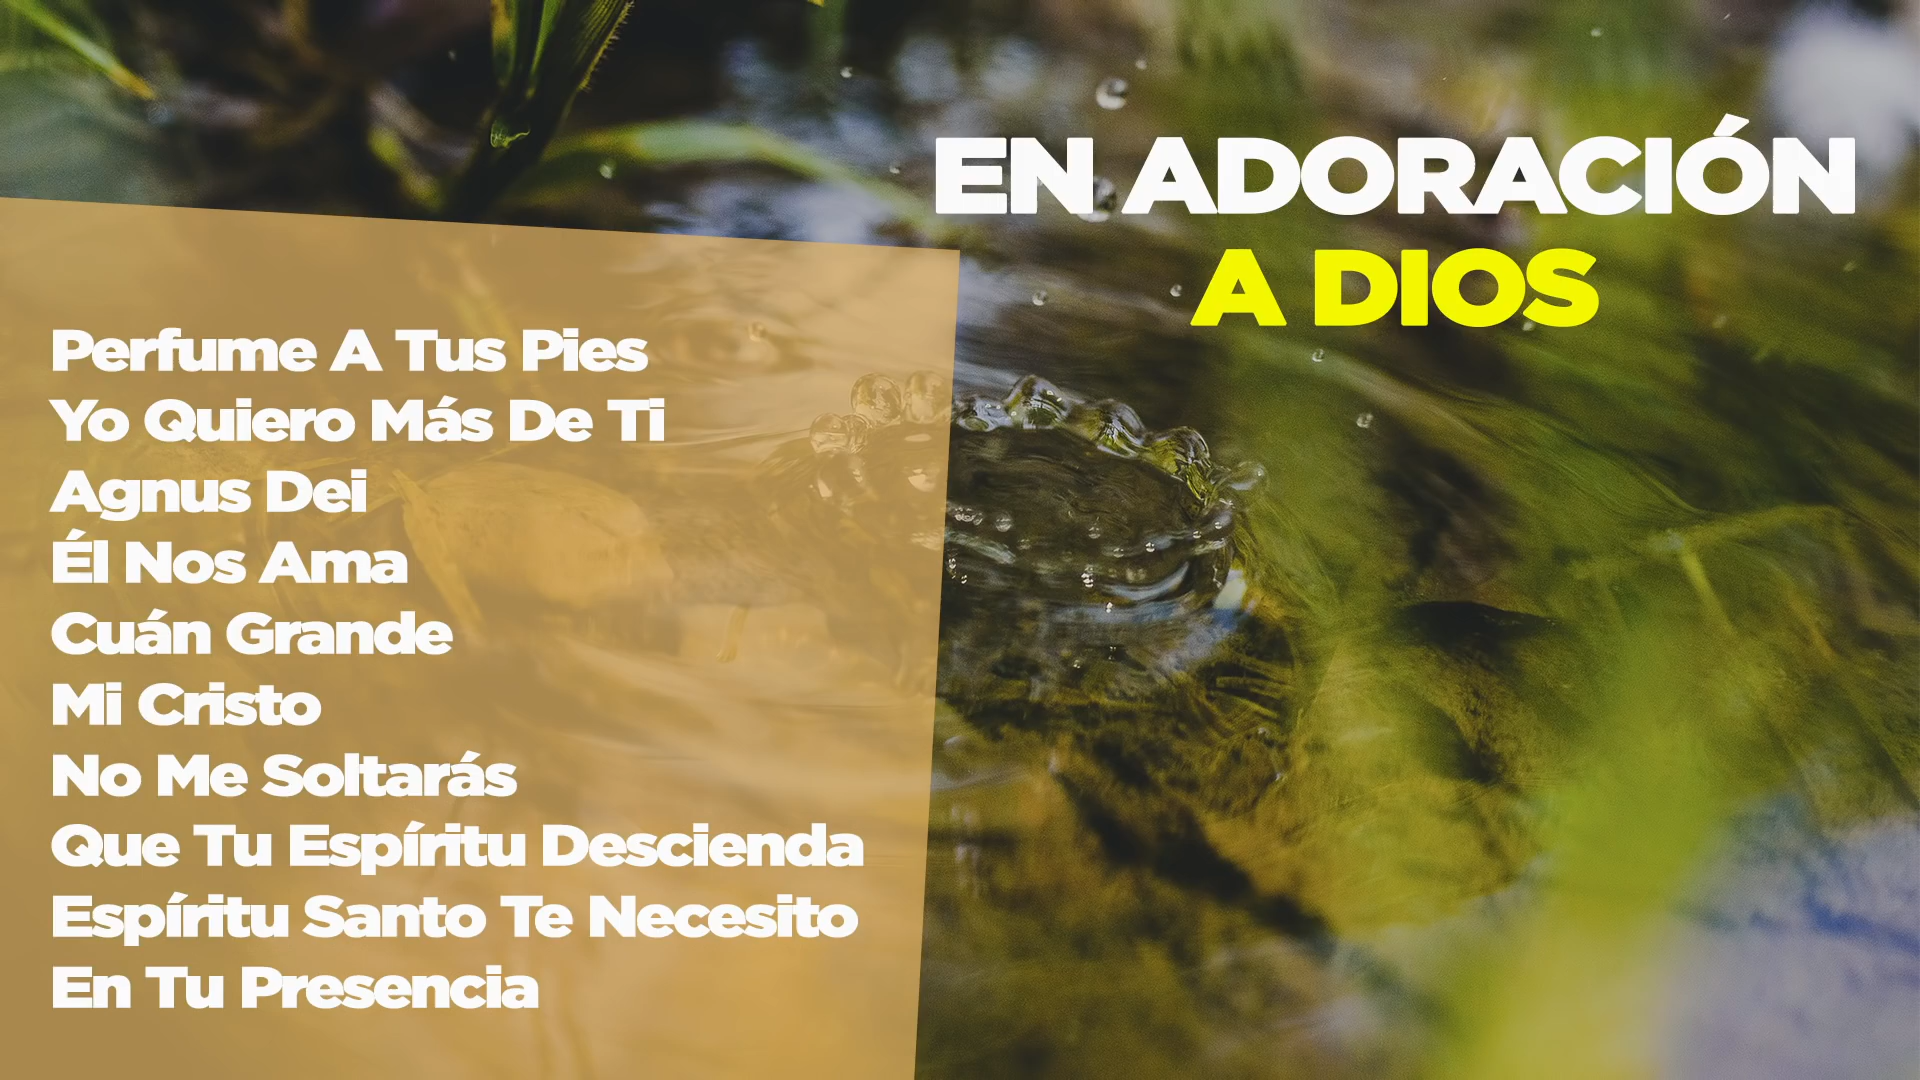 EN ADORACIÓN
A DIOS
Perfume A Tus Pies
Yo Quiero Más De Ti
Agnus Dei
Él Nos Ama
Cuán Grande
Mi Cristo
No Me Soltarás
Que Tu Espíritu Descienda
Espíritu Santo Te Necesito
En Tu Presencia